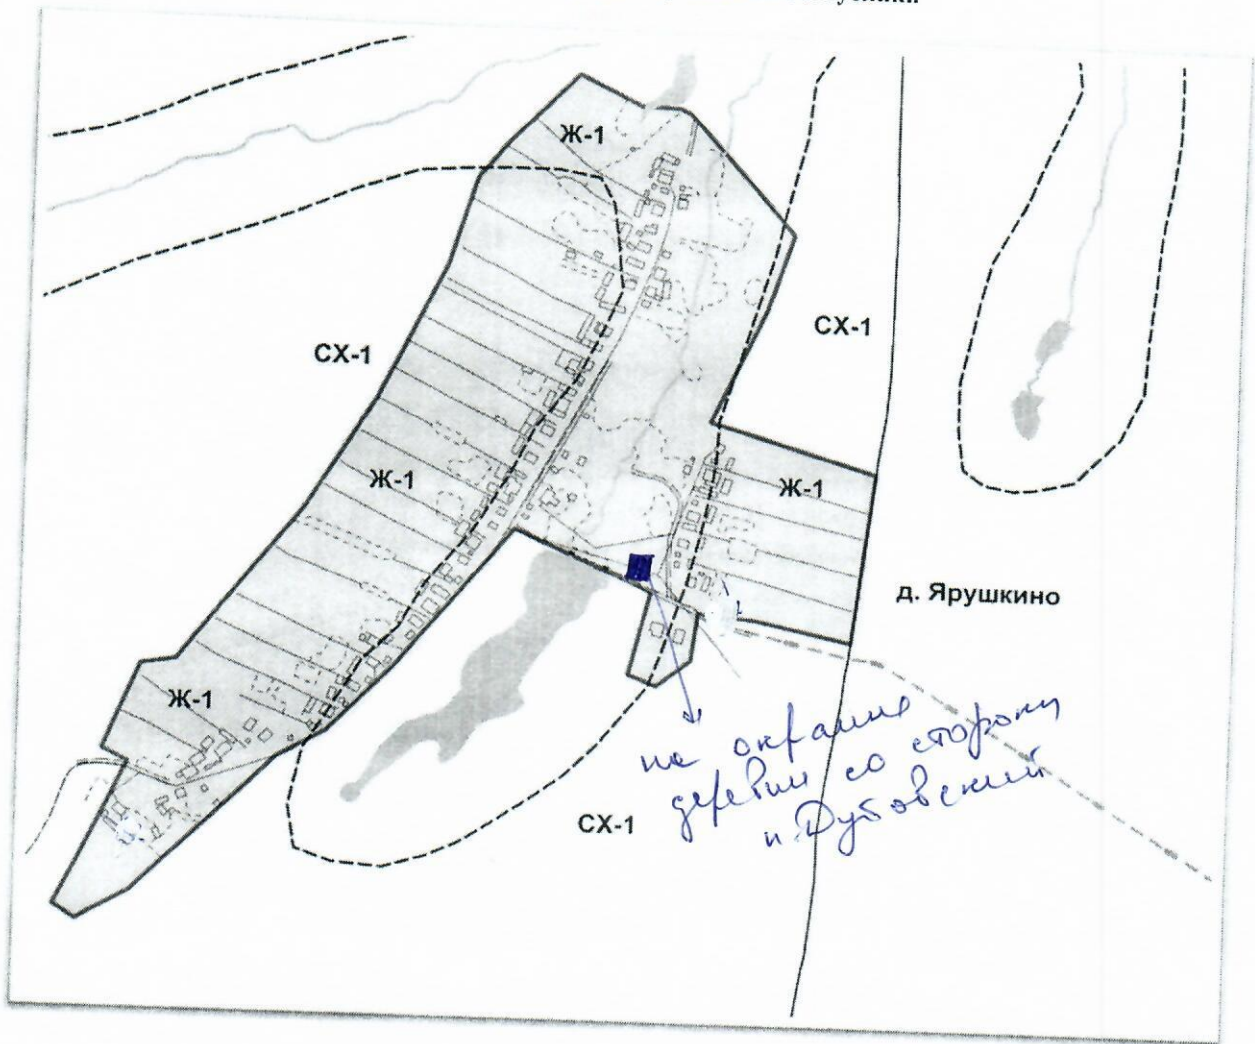 Ж-1
СХ-1
СХ-1
Ж-1
Ж-1
д. Ярушкино
Ж-1
на окраине
деревни со стороны
п. Дубовский
СХ-1